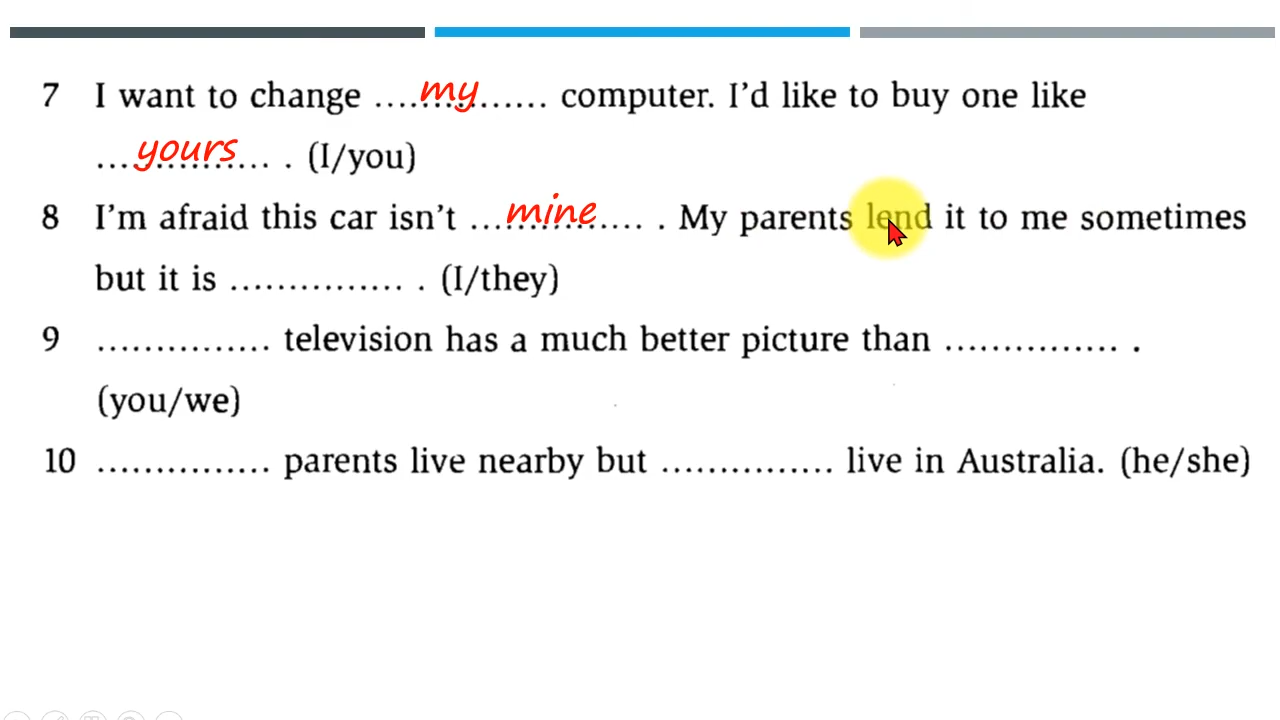 7 I want to change ....my.... computer. I'd like to buy one like
....yours.... . (I/you)
8 I'm afraid this car isn't ....mine.... . My parents lend it to me sometimes
but it is ............... . (I/they)
9 ............... television has a much better picture than ............... .
(you/we)
10 ............... parents live nearby but ............... live in Australia. (he/she)